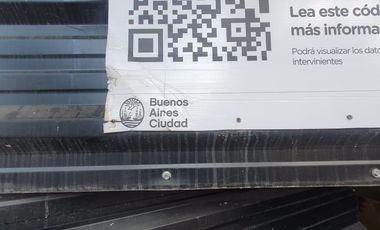 Lea este cód
más informa
Podrá visualizar los dato
intervinientes
Buenos
Aires
Ciudad